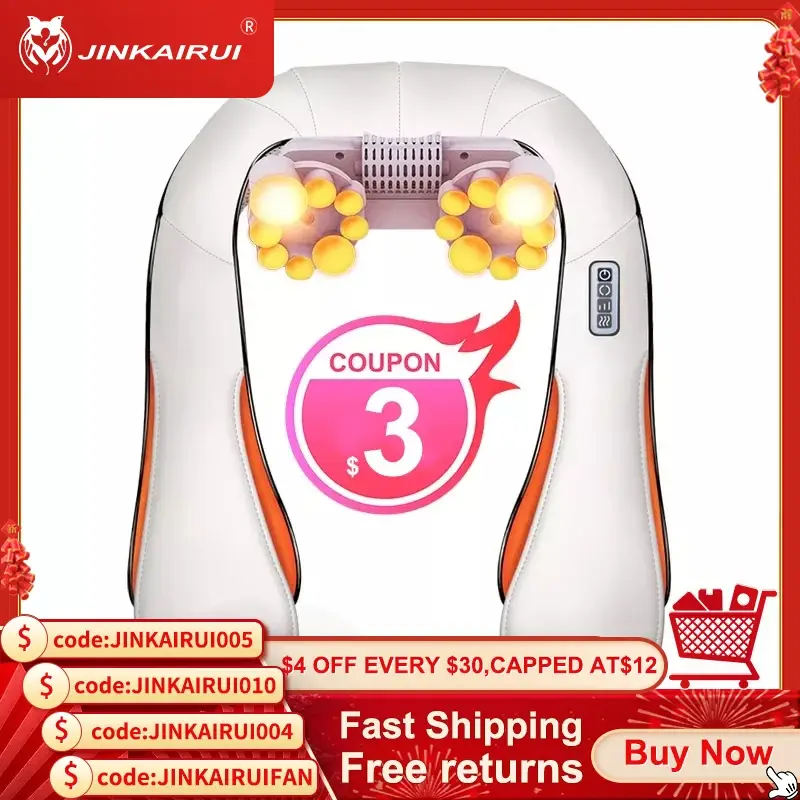 JINKAIRUI®
COUPON
$3
code:JINKAIRUI005
$4 OFF EVERY $30,CAPPED AT$12
code:JINKAIRUI010
code:JINKAIRUI004
code:JINKAIRUIFAN
Fast Shipping
Free returns
Buy Now